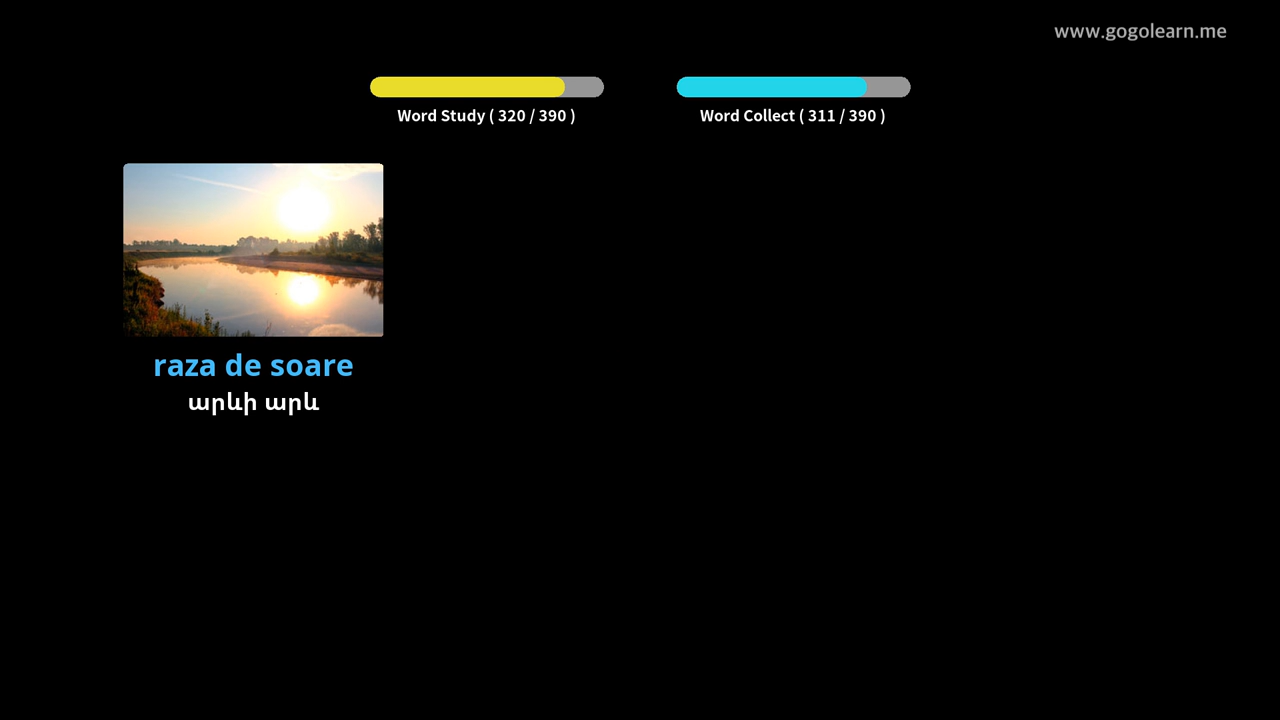 www.gogolearn.me
Word Study ( 320 / 390 )
Word Collect ( 311 / 390 )
raza de soare
արևի արև